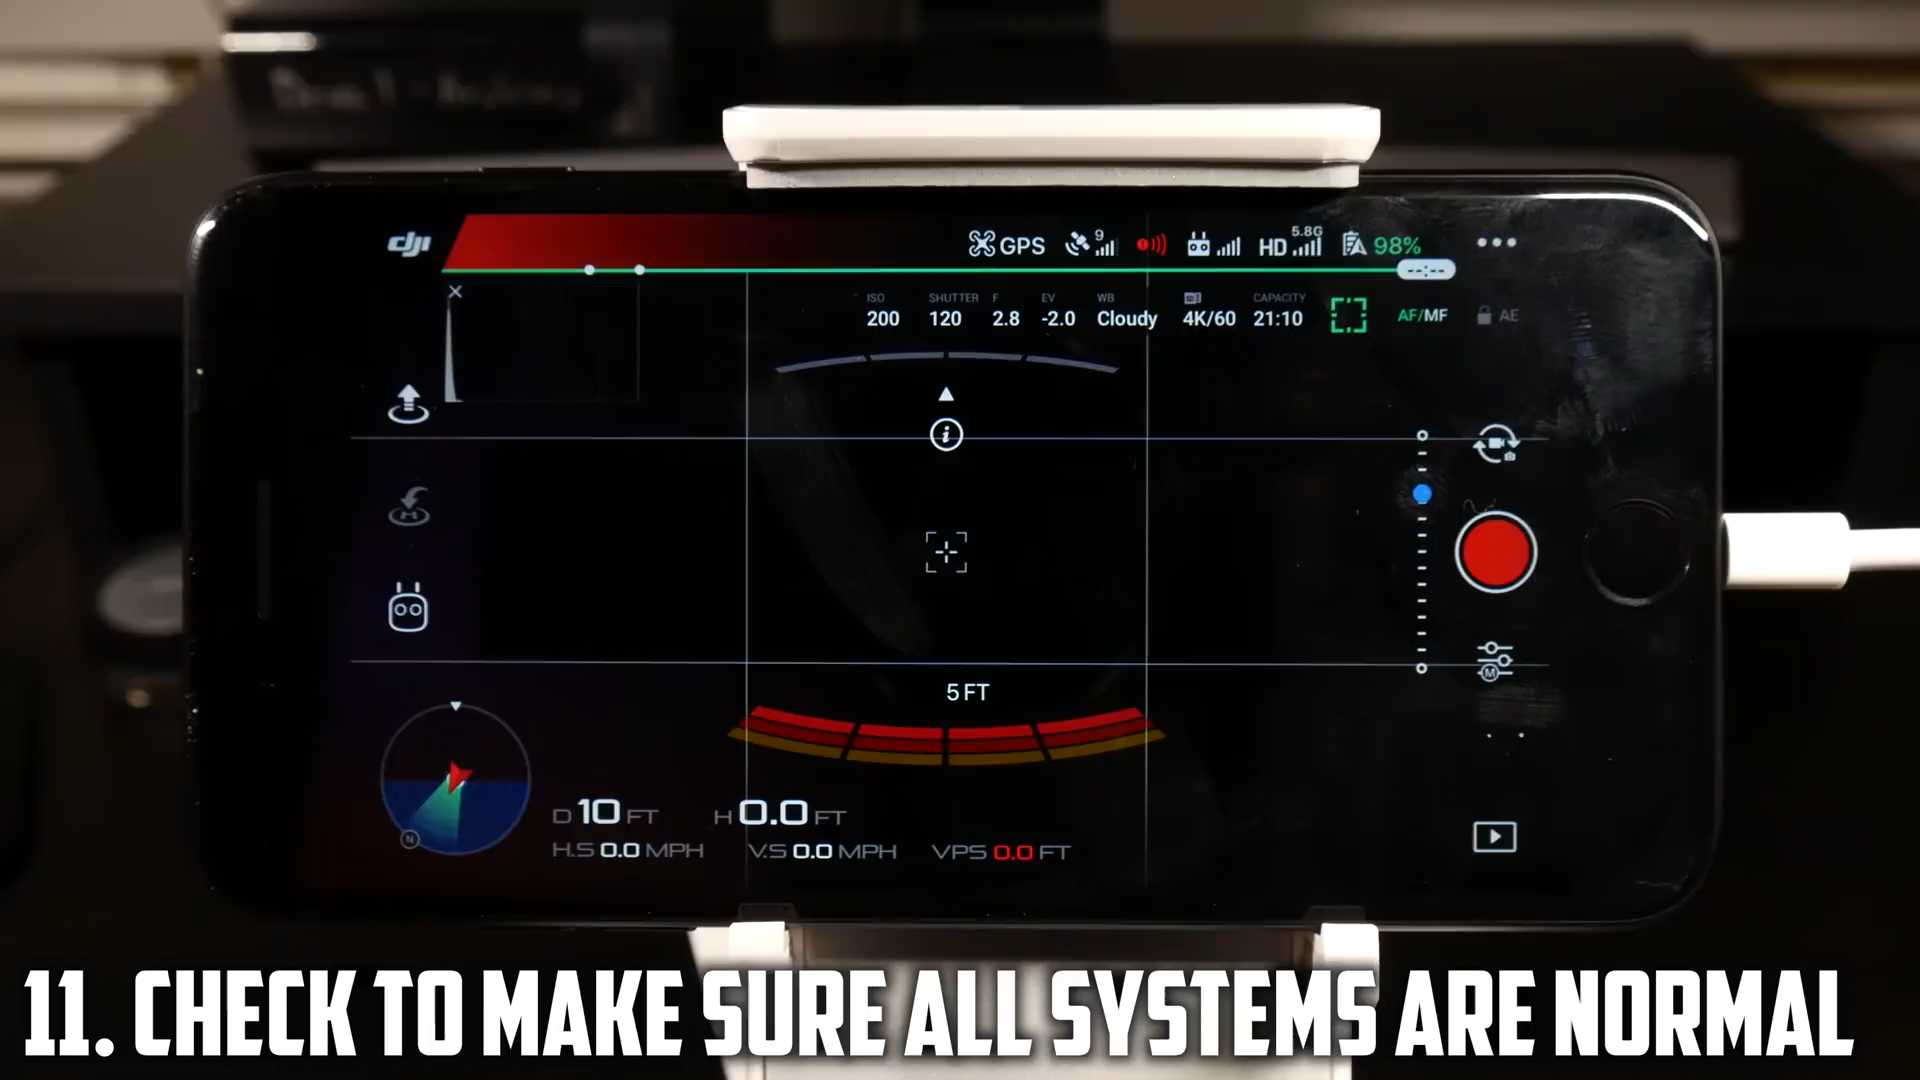 dji
GPS 9 HD 5.8G 98%
ISO SHUTTER F EV WB CAPACITY
200 120 2.8 -2.0 Cloudy 4K/60 21:10 AF/MF AE
5 FT
N
D 10 FT H 0.0 FT
H.S 0.0 MPH V.S 0.0 MPH VPS 0.0 FT
M
11. CHECK TO MAKE SURE ALL SYSTEMS ARE NORMAL